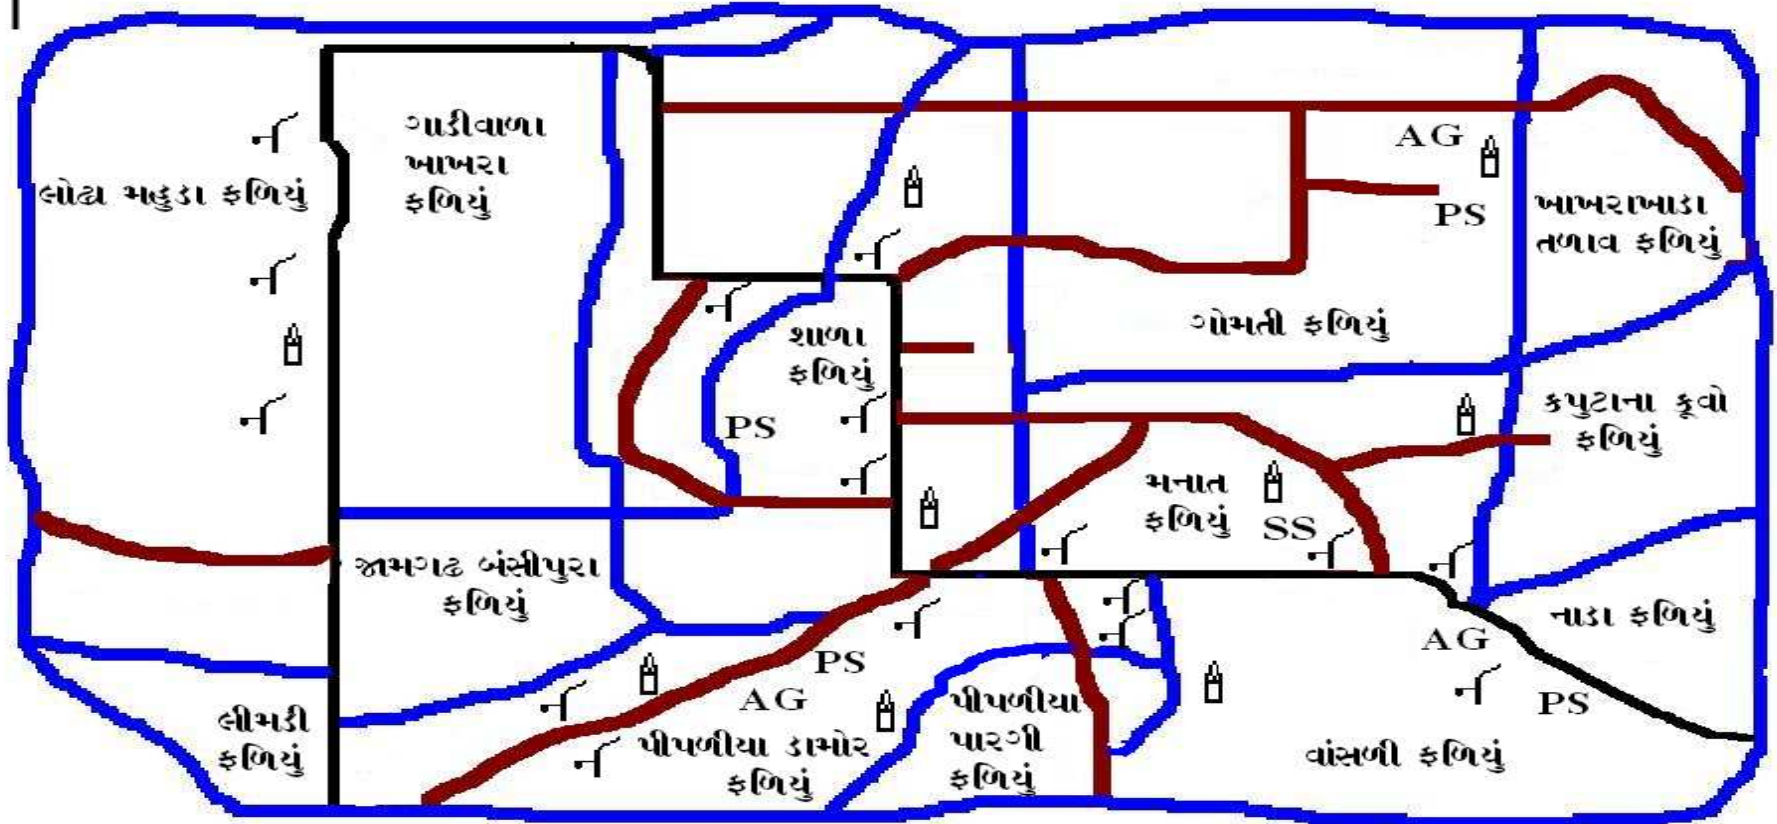 ગાડીવાળા
ખાખરા
ફળિયું
લોઢા મહુડા ફળિયું
AG
PS
ખાખરાખાડા
તળાવ ફળિયું
ગોમતી ફળિયું
શાળા
ફળિયું
PS
કપુટાના કૂવો
ફળિયું
મનાત
ફળિયું
SS
જામગઢ બંસીપુરા
ફળિયું
નાડા ફળિયું
AG
PS
PS
AG
લીમડી
ફળિયું
પીપળીયા ડામોર
ફળિયું
પીપળીયા
પારગી
ફળિયું
વાંસળી ફળિયું